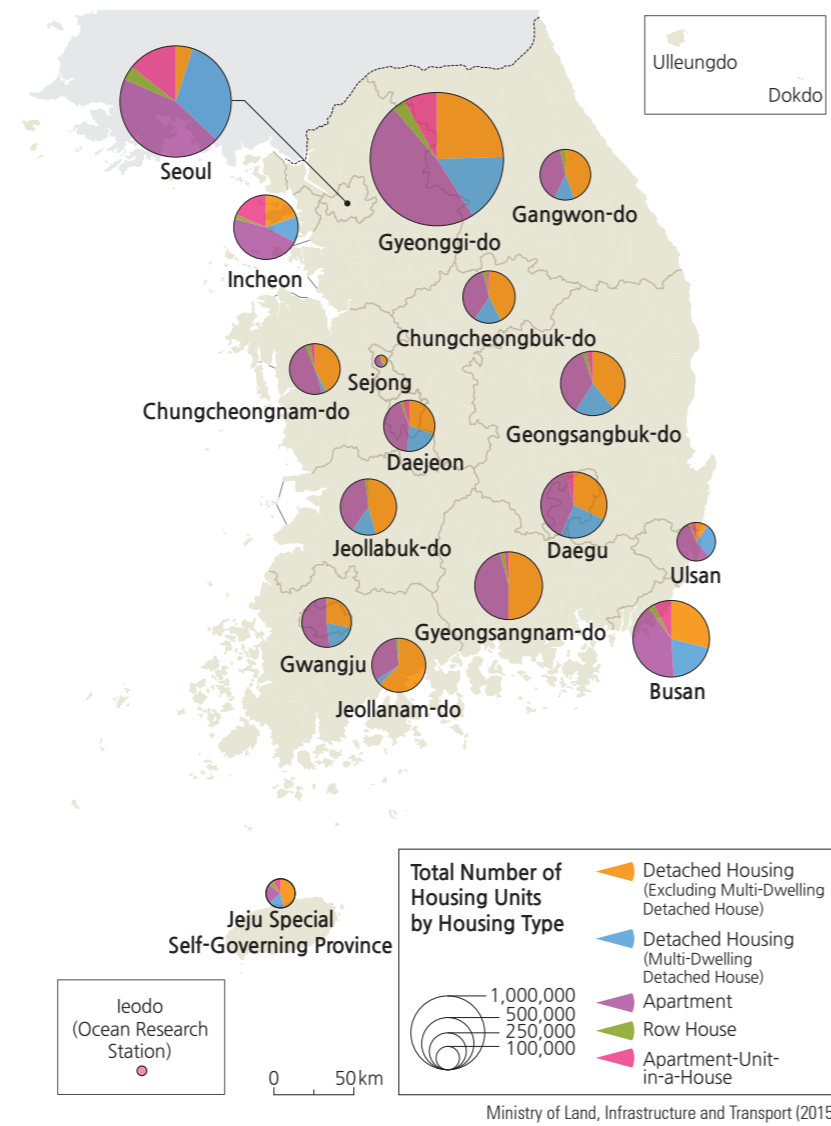 Ulleungdo
Dokdo
Seoul
Gyeonggi-do
Gangwon-do
Incheon
Chungcheongbuk-do
Sejong
Chungcheongnam-do
Geongsangbuk-do
Daejeon
Jeollabuk-do
Daegu
Ulsan
Gyeongsangnam-do
Gwangju
Busan
Jeollanam-do
Jeju Special
Self-Governing Province
Ieodo
(Ocean Research
Station)
0 50 km
Total Number of
Housing Units
by Housing Type
1,000,000
500,000
250,000
100,000
Detached Housing
(Excluding Multi-Dwelling
Detached House)
Detached Housing
(Multi-Dwelling
Detached House)
Apartment
Row House
Apartment-Unit-
in-a-House
Ministry of Land, Infrastructure and Transport (2015